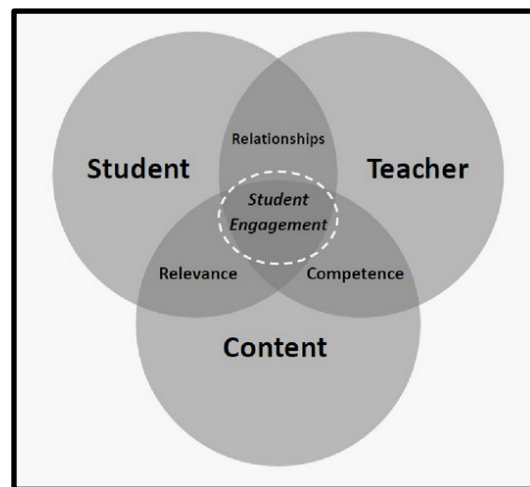 Relationships
Student
Teacher
Student
Engagement
Relevance
Competence
Content